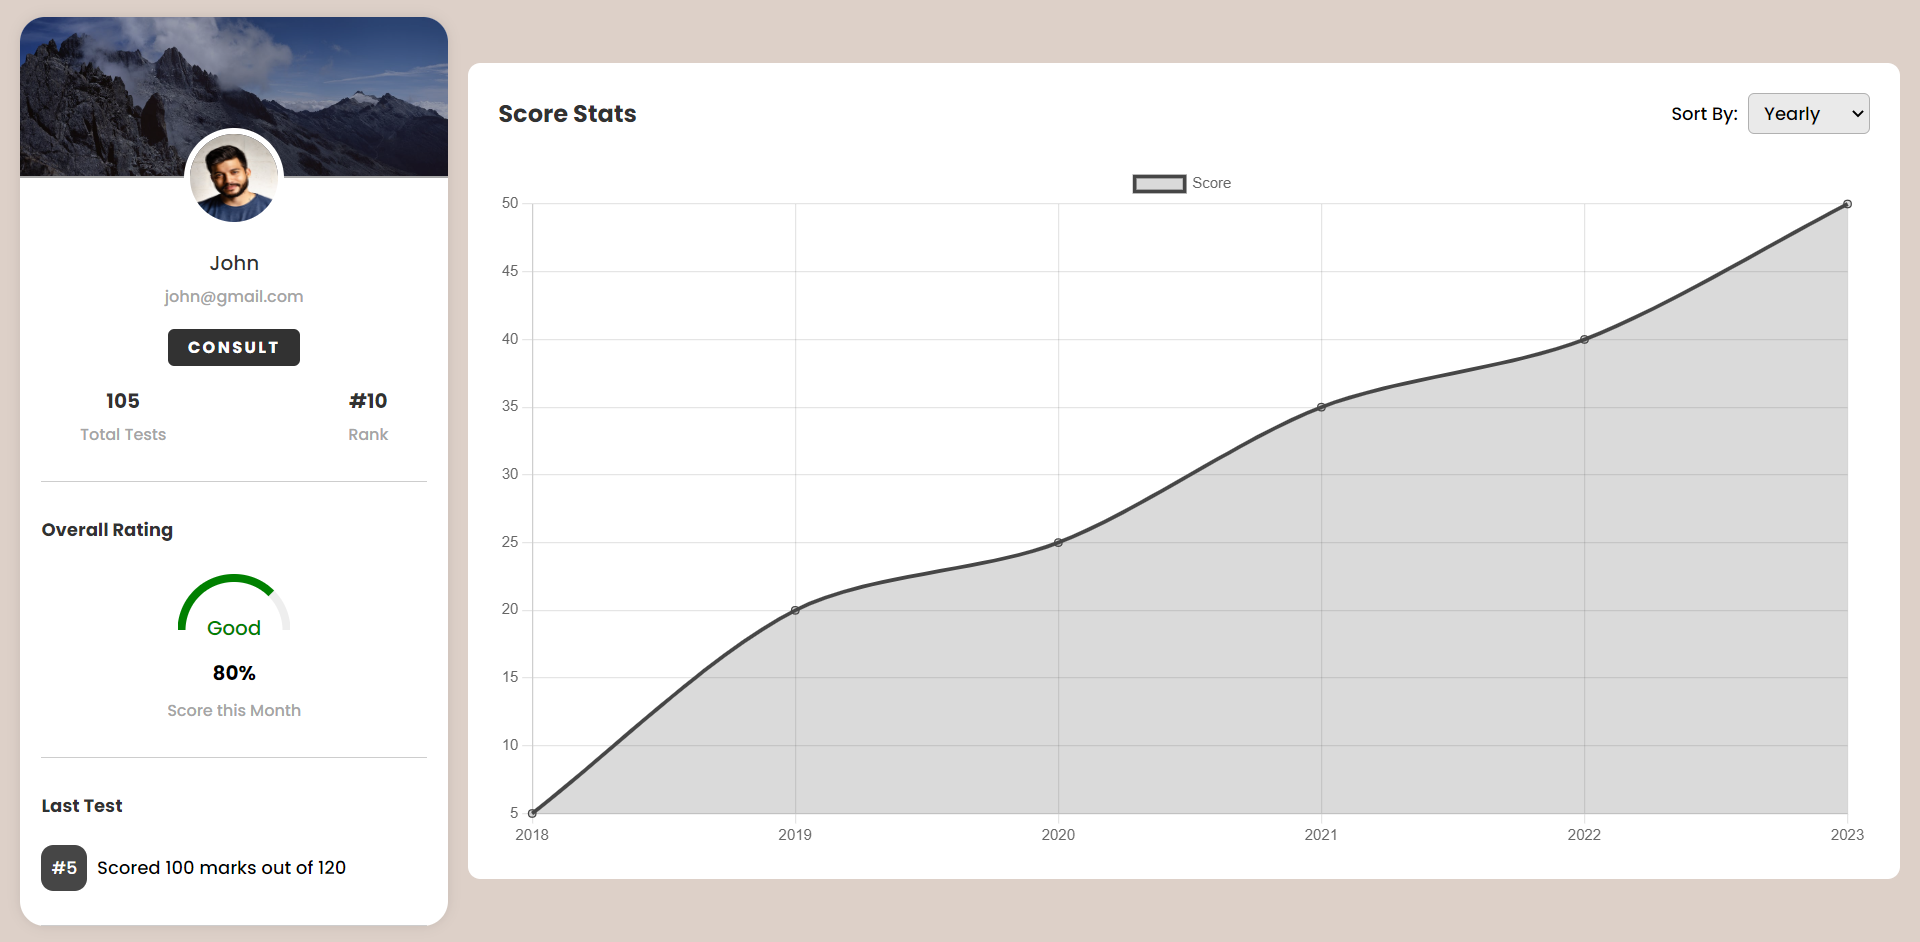 John
john@gmail.com
CONSULT
105 #10
Total Tests Rank
Overall Rating
Good
80%
Score this Month
Last Test
#5 Scored 100 marks out of 120
Score Stats
Sort By: Yearly
Score
50
45
40
35
30
25
20
15
10
5
2018 2019 2020 2021 2022 2023